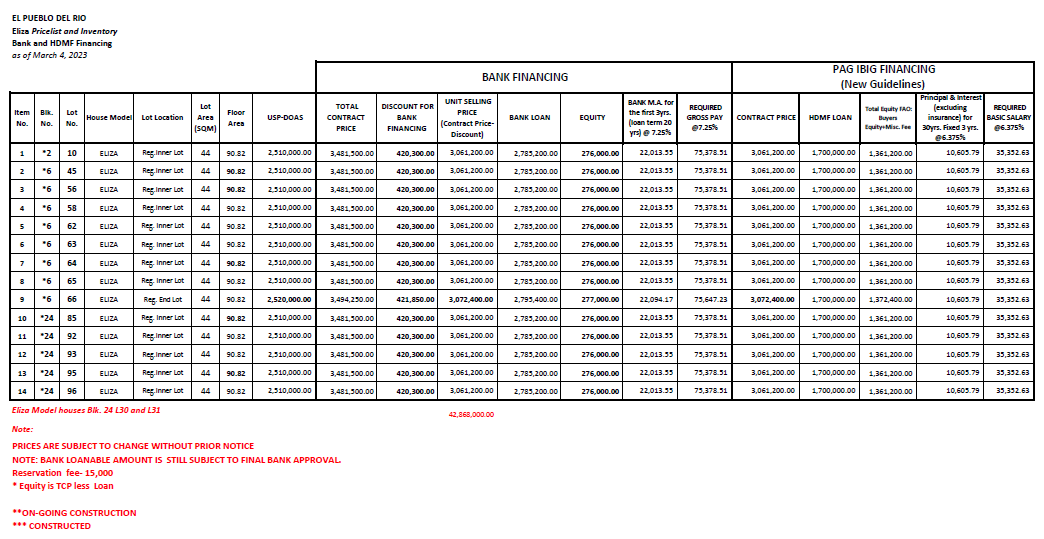 EL PUEBLO DEL RIO
Eliza Pricelist and Inventory
Bank and HDMF Financing
as of March 4, 2023
BANK FINANCING PAG IBIG FINANCING
(New Guidelines)
Item No. Blk. No. Lot No. House Model Lot Location Lot Area (SQM) Floor Area USP-DOAS TOTAL CONTRACT PRICE DISCOUNT FOR BANK FINANCING UNIT SELLING PRICE (Contract Price-Discount) BANK LOAN EQUITY BANK M.A. for the first 3yrs. (loan term 20 yrs) @ 7.25% REQUIRED GROSS PAY @7.25% CONTRACT PRICE HDMF LOAN Total Equity FAO: Buyers Equity+Misc. Fee Principal & Interest (excluding insurance) for 30yrs. Fixed 3 yrs. @6.375% REQUIRED BASIC SALARY @6.375%
1 *2 10 ELIZA Reg.Inner Lot 44 90.82 2,510,000.00 3,481,500.00 420,300.00 3,061,200.00 2,785,200.00 276,000.00 22,013.55 75,378.51 3,061,200.00 1,700,000.00 1,361,200.00 10,605.79 35,352.63
2 *6 45 ELIZA Reg.Inner Lot 44 90.82 2,510,000.00 3,481,500.00 420,300.00 3,061,200.00 2,785,200.00 276,000.00 22,013.55 75,378.51 3,061,200.00 1,700,000.00 1,361,200.00 10,605.79 35,352.63
3 *6 56 ELIZA Reg.Inner Lot 44 90.82 2,510,000.00 3,481,500.00 420,300.00 3,061,200.00 2,785,200.00 276,000.00 22,013.55 75,378.51 3,061,200.00 1,700,000.00 1,361,200.00 10,605.79 35,352.63
4 *6 58 ELIZA Reg.Inner Lot 44 90.82 2,510,000.00 3,481,500.00 420,300.00 3,061,200.00 2,785,200.00 276,000.00 22,013.55 75,378.51 3,061,200.00 1,700,000.00 1,361,200.00 10,605.79 35,352.63
5 *6 62 ELIZA Reg. Inner Lot 44 90.82 2,510,000.00 3,481,500.00 420,300.00 3,061,200.00 2,785,200.00 276,000.00 22,013.55 75,378.51 3,061,200.00 1,700,000.00 1,361,200.00 10,605.79 35,352.63
6 *6 63 ELIZA Reg. Inner Lot 44 90.82 2,510,000.00 3,481,500.00 420,300.00 3,061,200.00 2,785,200.00 276,000.00 22,013.55 75,378.51 3,061,200.00 1,700,000.00 1,361,200.00 10,605.79 35,352.63
7 *6 64 ELIZA Reg. Inner Lot 44 90.82 2,510,000.00 3,481,500.00 420,300.00 3,061,200.00 2,785,200.00 276,000.00 22,013.55 75,378.51 3,061,200.00 1,700,000.00 1,361,200.00 10,605.79 35,352.63
8 *6 65 ELIZA Reg. Inner Lot 44 90.82 2,510,000.00 3,481,500.00 420,300.00 3,061,200.00 2,785,200.00 276,000.00 22,013.55 75,378.51 3,061,200.00 1,700,000.00 1,361,200.00 10,605.79 35,352.63
9 *6 66 ELIZA Reg. End Lot 44 90.82 2,520,000.00 3,494,250.00 421,850.00 3,072,400.00 2,795,400.00 277,000.00 22,094.17 75,647.23 3,072,400.00 1,700,000.00 1,372,400.00 10,605.79 35,352.63
10 *24 85 ELIZA Reg.Inner Lot 44 90.82 2,510,000.00 3,481,500.00 420,300.00 3,061,200.00 2,785,200.00 276,000.00 22,013.55 75,378.51 3,061,200.00 1,700,000.00 1,361,200.00 10,605.79 35,352.63
11 *24 92 ELIZA Reg.Inner Lot 44 90.82 2,510,000.00 3,481,500.00 420,300.00 3,061,200.00 2,785,200.00 276,000.00 22,013.55 75,378.51 3,061,200.00 1,700,000.00 1,361,200.00 10,605.79 35,352.63
12 *24 93 ELIZA Reg.Inner Lot 44 90.82 2,510,000.00 3,481,500.00 420,300.00 3,061,200.00 2,785,200.00 276,000.00 22,013.55 75,378.51 3,061,200.00 1,700,000.00 1,361,200.00 10,605.79 35,352.63
13 *24 95 ELIZA Reg.Inner Lot 44 90.82 2,510,000.00 3,481,500.00 420,300.00 3,061,200.00 2,785,200.00 276,000.00 22,013.55 75,378.51 3,061,200.00 1,700,000.00 1,361,200.00 10,605.79 35,352.63
14 *24 96 ELIZA Reg.Inner Lot 44 90.82 2,510,000.00 3,481,500.00 420,300.00 3,061,200.00 2,785,200.00 276,000.00 22,013.55 75,378.51 3,061,200.00 1,700,000.00 1,361,200.00 10,605.79 35,352.63
Eliza Model houses Blk. 24 L30 and L31 42,868,000.00
Note:
PRICES ARE SUBJECT TO CHANGE WITHOUT PRIOR NOTICE
NOTE: BANK LOANABLE AMOUNT IS STILL SUBJECT TO FINAL BANK APPROVAL.
Reservation fee- 15,000
* Equity is TCP less Loan
**ON-GOING CONSTRUCTION
*** CONSTRUCTED